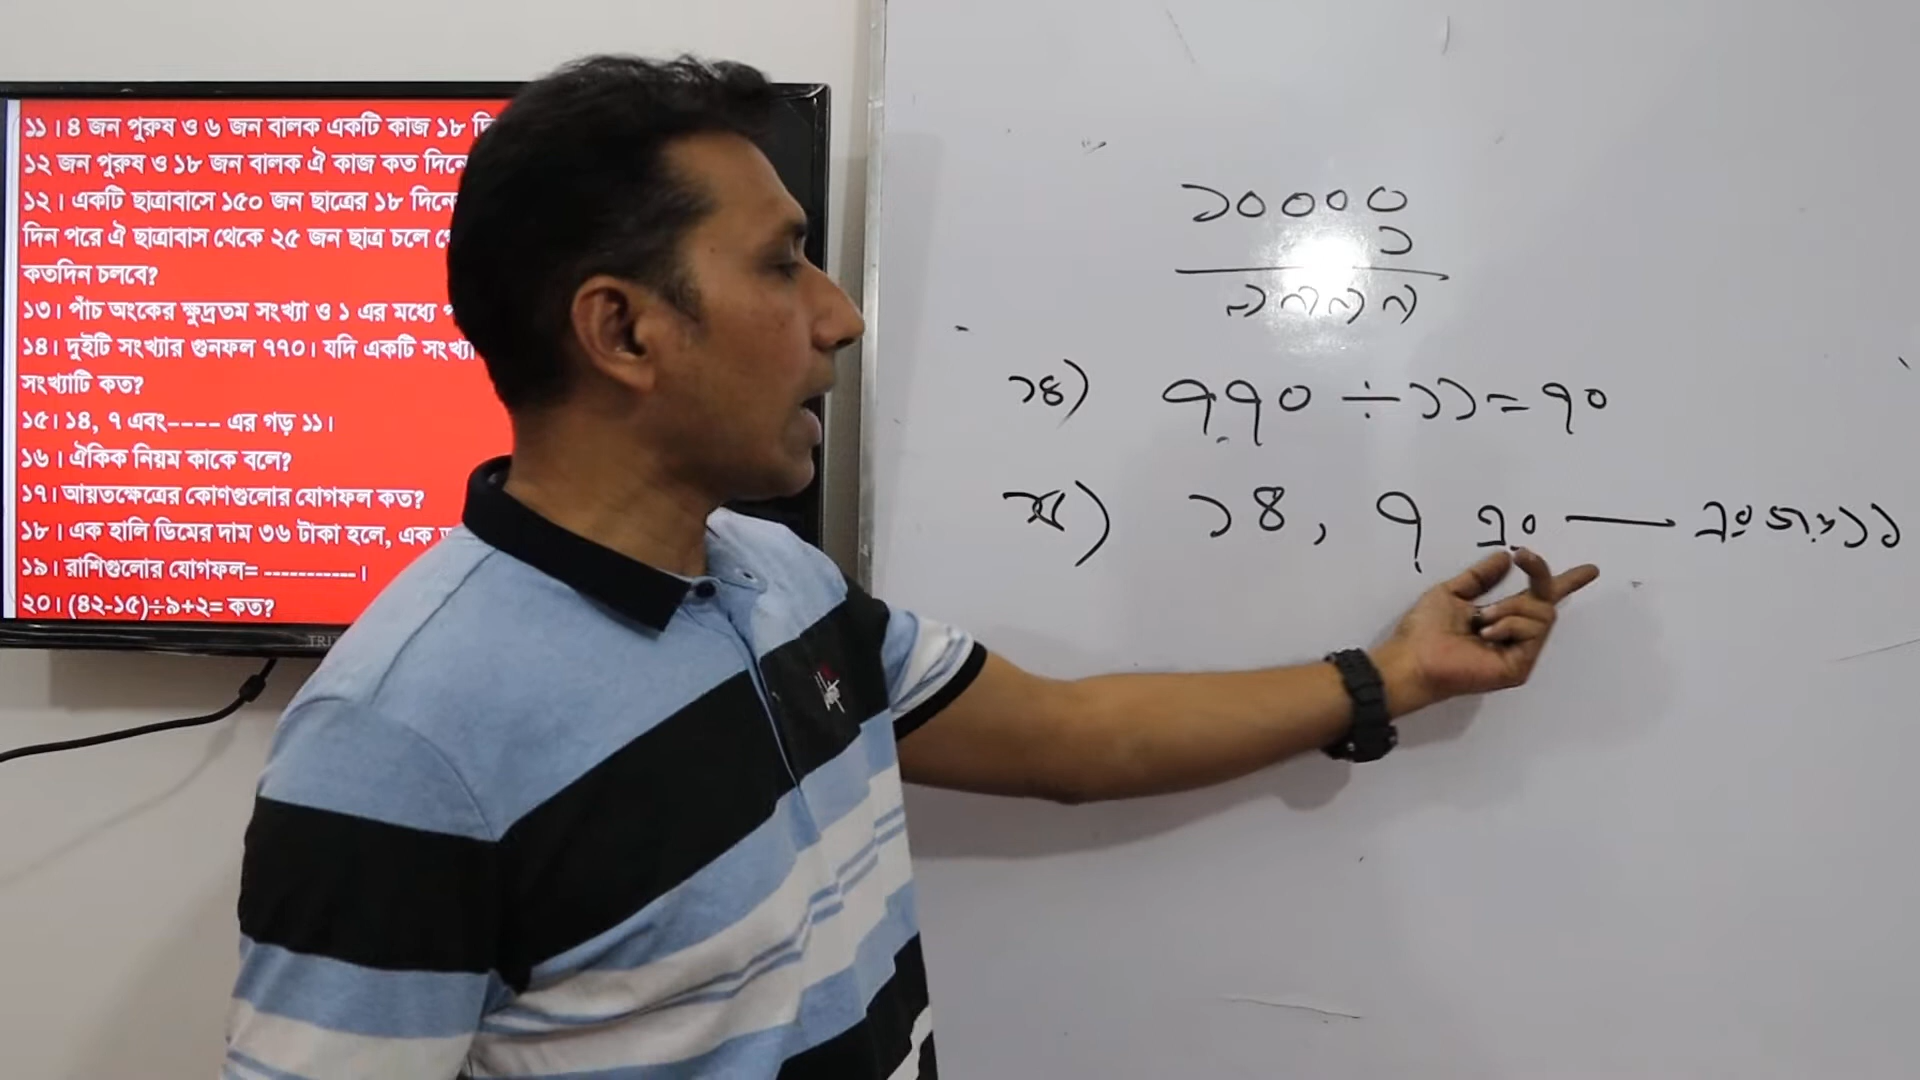 ১১। ৪ জন পুরুষ ও ৬ জন বালক একটি কাজ ১৮
১২ জন পুরুষ ও ১৮ জন বালক ঐ কাজ কত দিনে
১২। একটি ছাত্রাবাসে ১৫০ জন ছাত্রের ১৮ দিনে
দিন পরে ঐ ছাত্রাবাস থেকে ২৫ জন ছাত্র চলে
কতদিন চলবে?
১৩। পাঁচ অংকের ক্ষুদ্রতম সংখ্যা ও ১ এর মধ্যে
১৪। দুইটি সংখ্যার গুনফল ৭৭০। যদি একটি সংখ্যা
সংখ্যাটি কত?
১৫। ১৪, ৭ এবং---- এর গড় ১১।
১৬। ঐকিক নিয়ম কাকে বলে?
১৭। আয়তক্ষেত্রের কোণগুলোর যোগফল কত?
১৮। এক হালি ডিমের দাম ৩৬ টাকা হলে, এক
১৯। রাশিগুলোর যোগফল= -----------।
২০। (৪২-১৫)÷৯+২= কত?
১০০০০
১
৯৯৯৯
১৪) ৭৭০ ÷ ১১ = ৭০
১৫) ১৪, ৭ এবং — এর গড় ১১